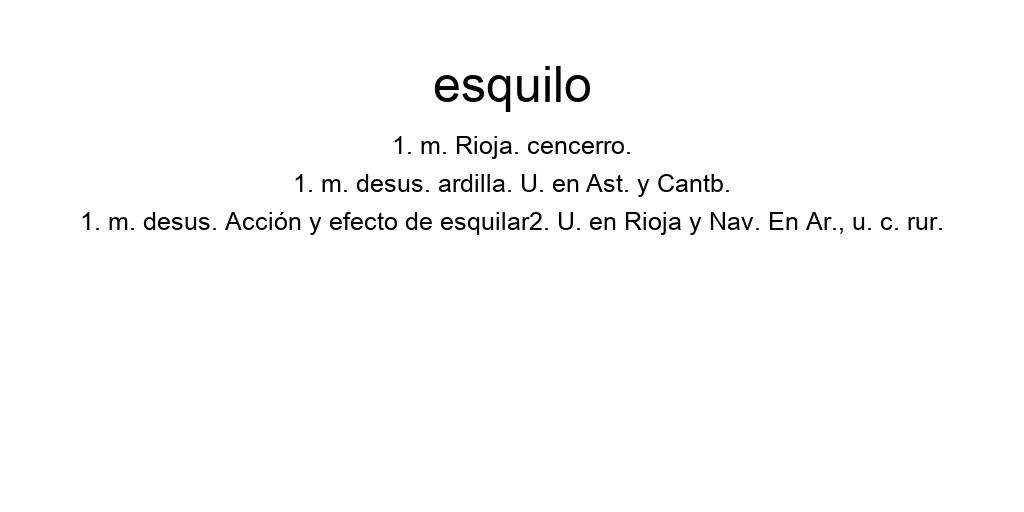 esquilo
1. m. Rioja. cencerro.
1. m. desus. ardilla. U. en Ast. y Cantb.
1. m. desus. Acción y efecto de esquilar2. U. en Rioja y Nav. En Ar., u. c. rur.